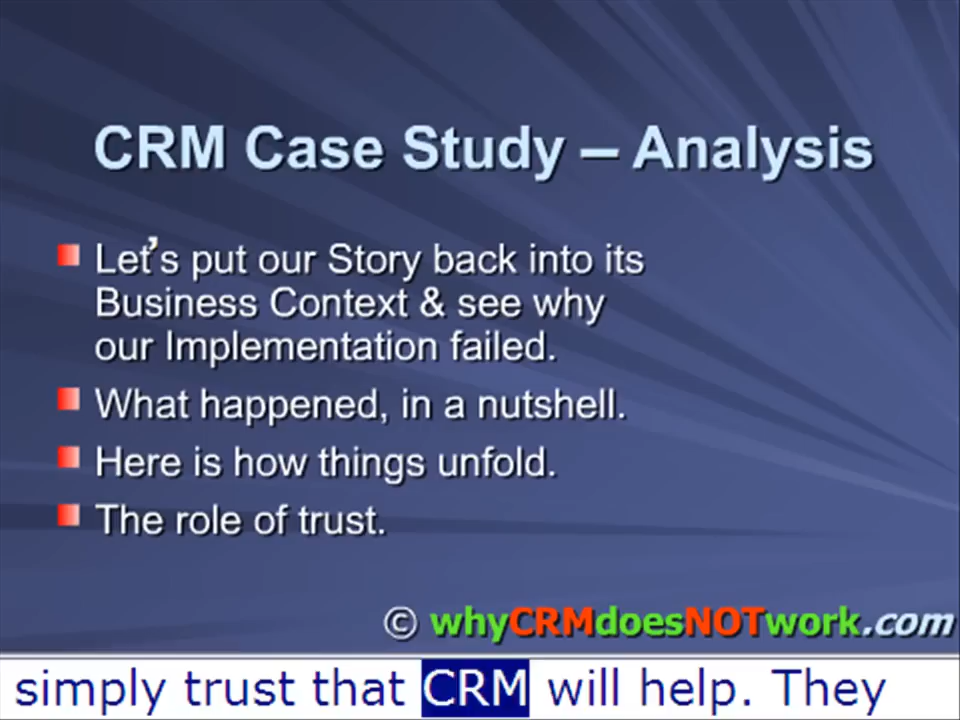 CRM Case Study – Analysis
Let's put our Story back into its
Business Context & see why
our Implementation failed.
What happened, in a nutshell.
Here is how things unfold.
The role of trust.
© whyCRMdoesNOTwork.com
simply trust that CRM will help. They